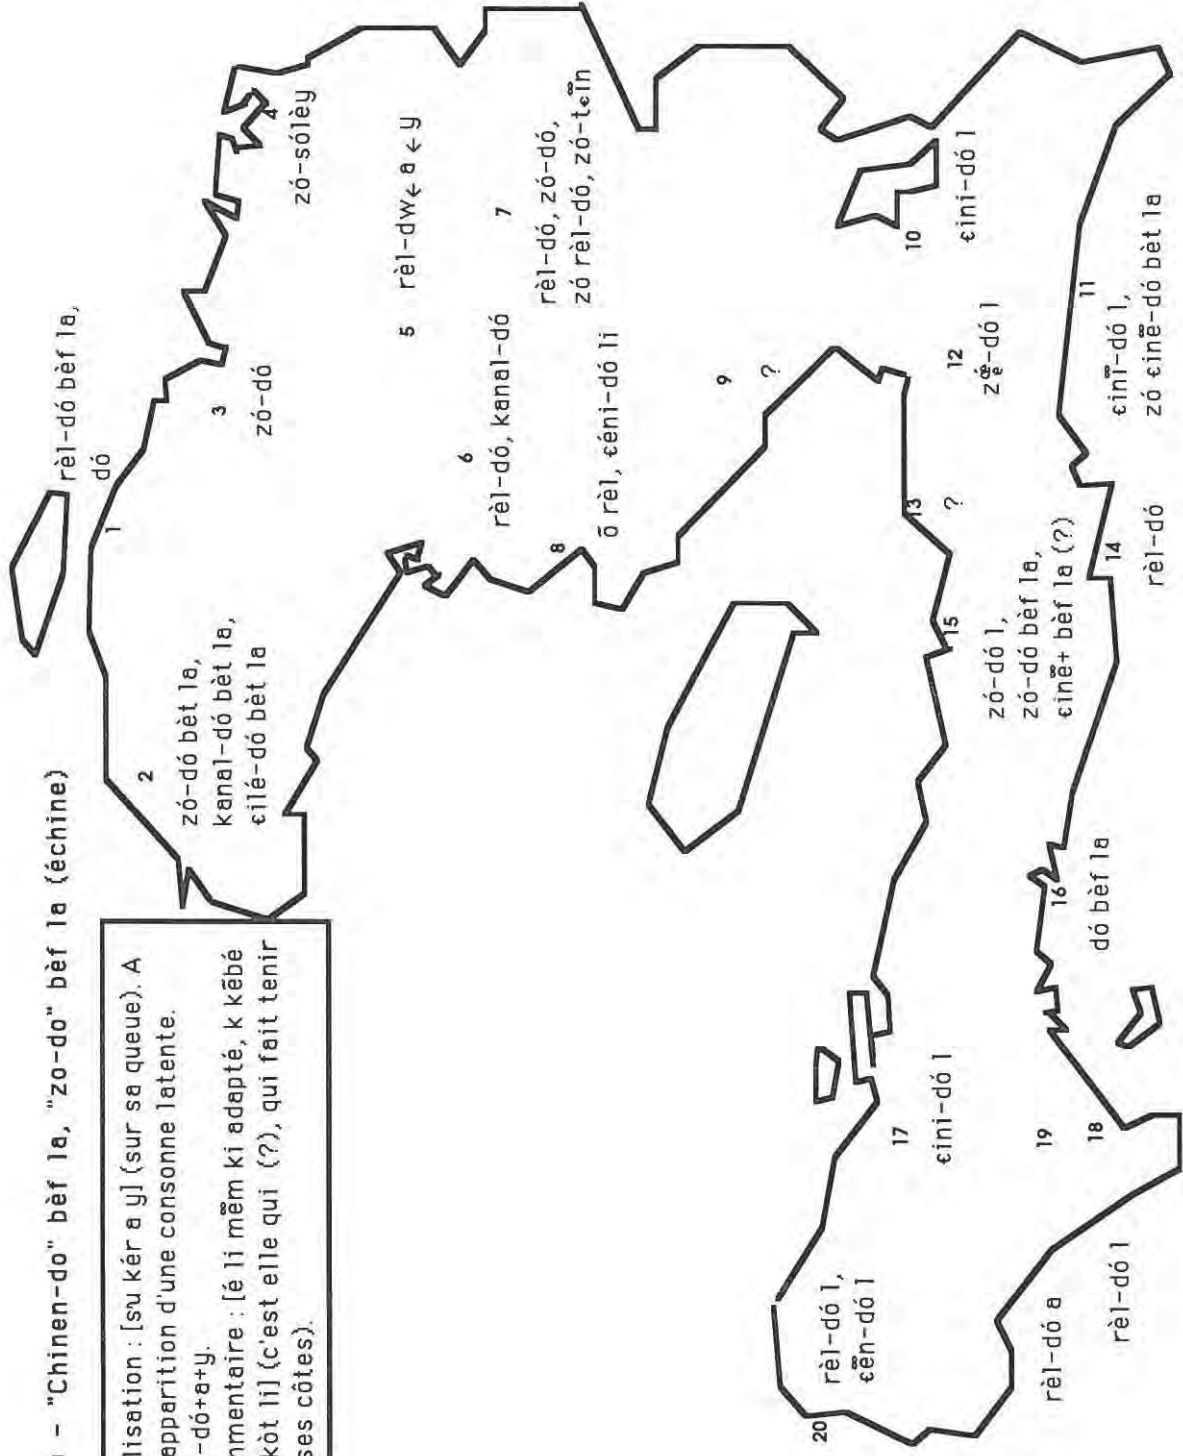 - "Chinen-do" bèf la, "zo-do" bèf la (échine)
lisation : [su kér a y] (sur sa queue). A
apparition d'une consonne latente.
-dó+a+y.
mmentaire : [é li mẽm ki adapté, k kẽbé
kòt li] (c'est elle qui (?), qui fait tenir
ses côtes).
rèl-dó bèf la,
dó
1
2
zó-dó bèt la,
kanal-dó bèt la,
ɛilé-dó bèt la
3
zó-dó
4
zó-sólèy
5 rèl-dw←a←y
6
rèl-dó, kanal-dó
7
rèl-dó, zó-dó,
zó rèl-dó,
8
õ rèl, ɛéni-dó li
9
?
10
ɛini-dó l
11
ɛinĩ-dó l,
zó ɛinẽ-dó bèt la
12
13
?
14
rèl-dó
15
zó-dó l,
zó-dó bèf la,
ɛinẽ+ bèf la (?)
16
dó bèf la
17
ɛini-dó l
18
rèl-dó l
19
rèl-dó a
20
rèl-dó l,
ɛẽn-dó l